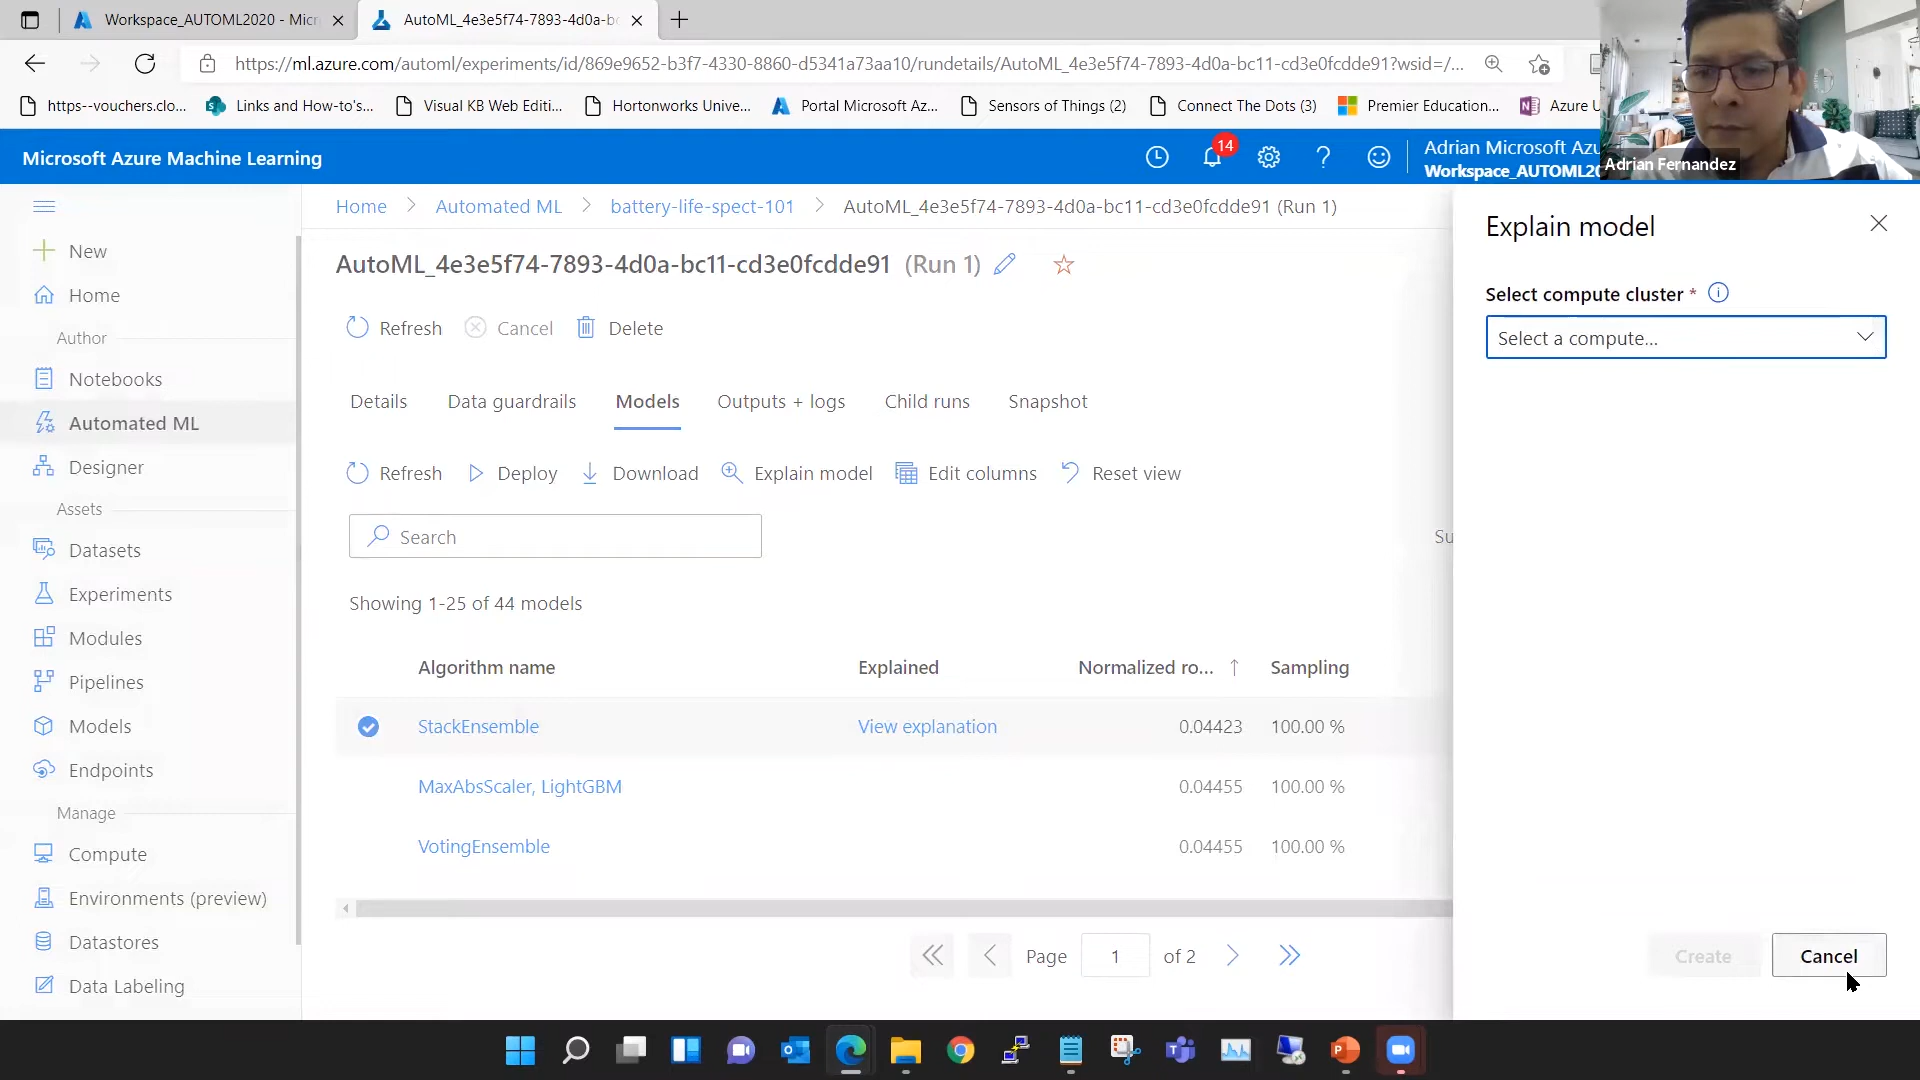 Workspace_AUTOML2020 - Micr
AutoML_4e3e5f74-7893-4d0a-bc
https://ml.azure.com/automl/experiments/id/869e9652-b3f7-4330-8860-d5341a73aa10/rundetails/AutoML_4e3e5f74-7893-4d0a-bc11-cd3e0fcdde91?wsid=/...
https--vouchers.clo...
Links and How-to's...
Visual KB Web Editi...
Hortonworks Unive...
Portal Microsoft Az...
Sensors of Things (2)
Connect The Dots (3)
Premier Education...
Azure U
Adrian Fernandez
Microsoft Azure Machine Learning
14
Adrian Microsoft Azu
Workspace_AUTOML20
Home > Automated ML > battery-life-spect-101 > AutoML_4e3e5f74-7893-4d0a-bc11-cd3e0fcdde91 (Run 1)
New
Home
Author
Notebooks
Automated ML
Designer
Assets
Datasets
Experiments
Modules
Pipelines
Models
Endpoints
Manage
Compute
Environments (preview)
Datastores
Data Labeling
AutoML_4e3e5f74-7893-4d0a-bc11-cd3e0fcdde91 (Run 1)
Refresh Cancel Delete
Details Data guardrails Models Outputs + logs Child runs Snapshot
Refresh Deploy Download Explain model Edit columns Reset view
Search
Su
Showing 1-25 of 44 models
Algorithm name Explained Normalized ro... ↑ Sampling
StackEnsemble View explanation 0.04423 100.00 %
MaxAbsScaler, LightGBM 0.04455 100.00 %
VotingEnsemble 0.04455 100.00 %
Page 1 of 2
Explain model
Select compute cluster *
Select a compute...
Create Cancel